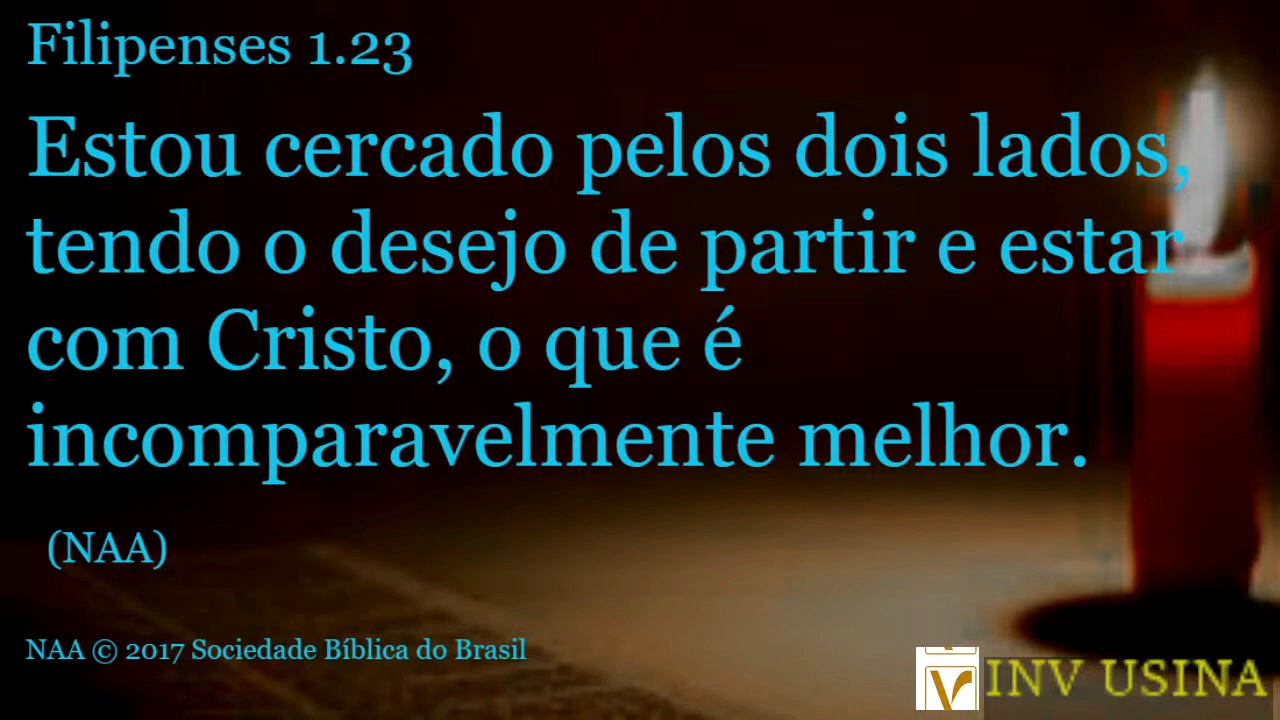 Filipenses 1.23
Estou cercado pelos dois lados,
tendo o desejo de partir e estar
com Cristo, o que é
incomparavelmente melhor.
(NAA)
NAA © 2017 Sociedade Bíblica do Brasil
INV USINA